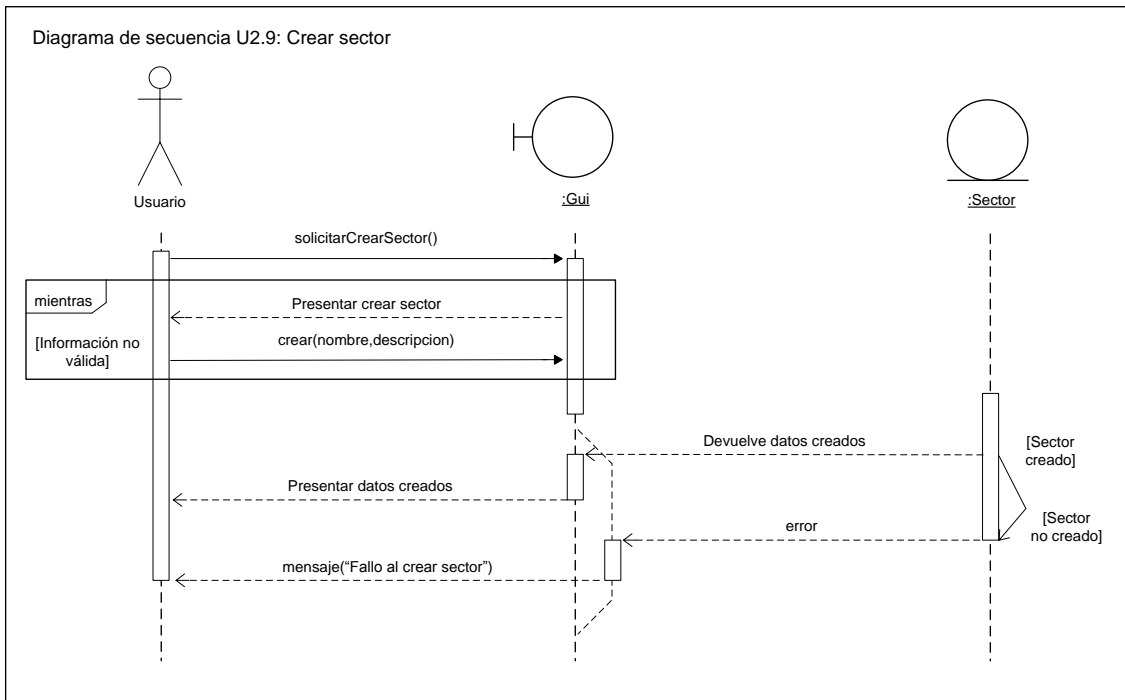 Diagrama de secuencia U2.9: Crear sector
Usuario
:Gui
:Sector
solicitarCrearSector()
mientras
Presentar crear sector
[Información no
válida]
crear(nombre,descripcion)
Devuelve datos creados
[Sector
creado]
Presentar datos creados
error
[Sector
no creado]
mensaje(“Fallo al crear sector”)